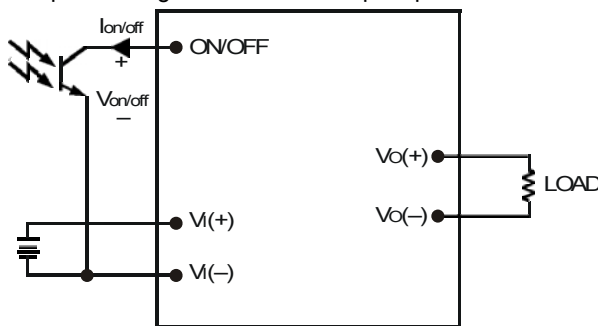 Ion/off
ON/OFF
+
Von/off
–
VO(+)
LOAD
VO(–)
VI(+)
VI(–)